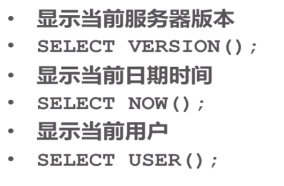 • 显示当前服务器版本
• SELECT VERSION();
• 显示当前日期时间
• SELECT NOW();
• 显示当前用户
• SELECT USER();